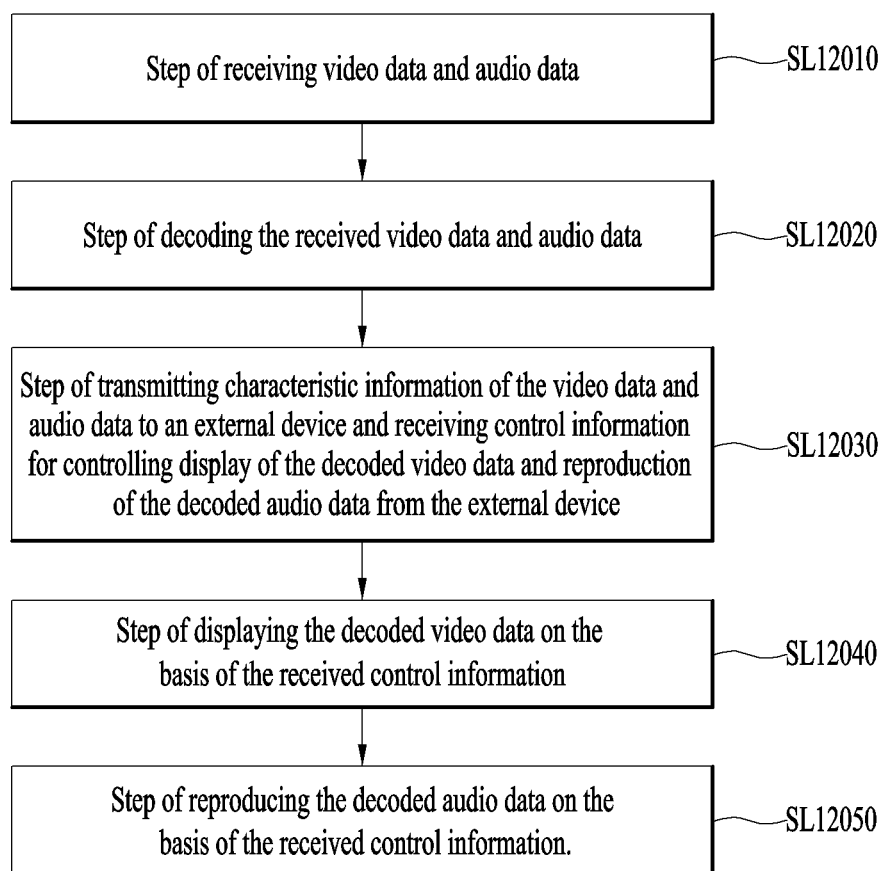 Step of receiving video data and audio data
SL12010
Step of decoding the received video data and audio data
SL12020
Step of transmitting characteristic information of the video data and
audio data to an external device and receiving control information
for controlling display of the decoded video data and reproduction
of the decoded audio data from the external device
SL12030
Step of displaying the decoded video data on the
basis of the received control information
SL12040
Step of reproducing the decoded audio data on the
basis of the received control information.
SL12050